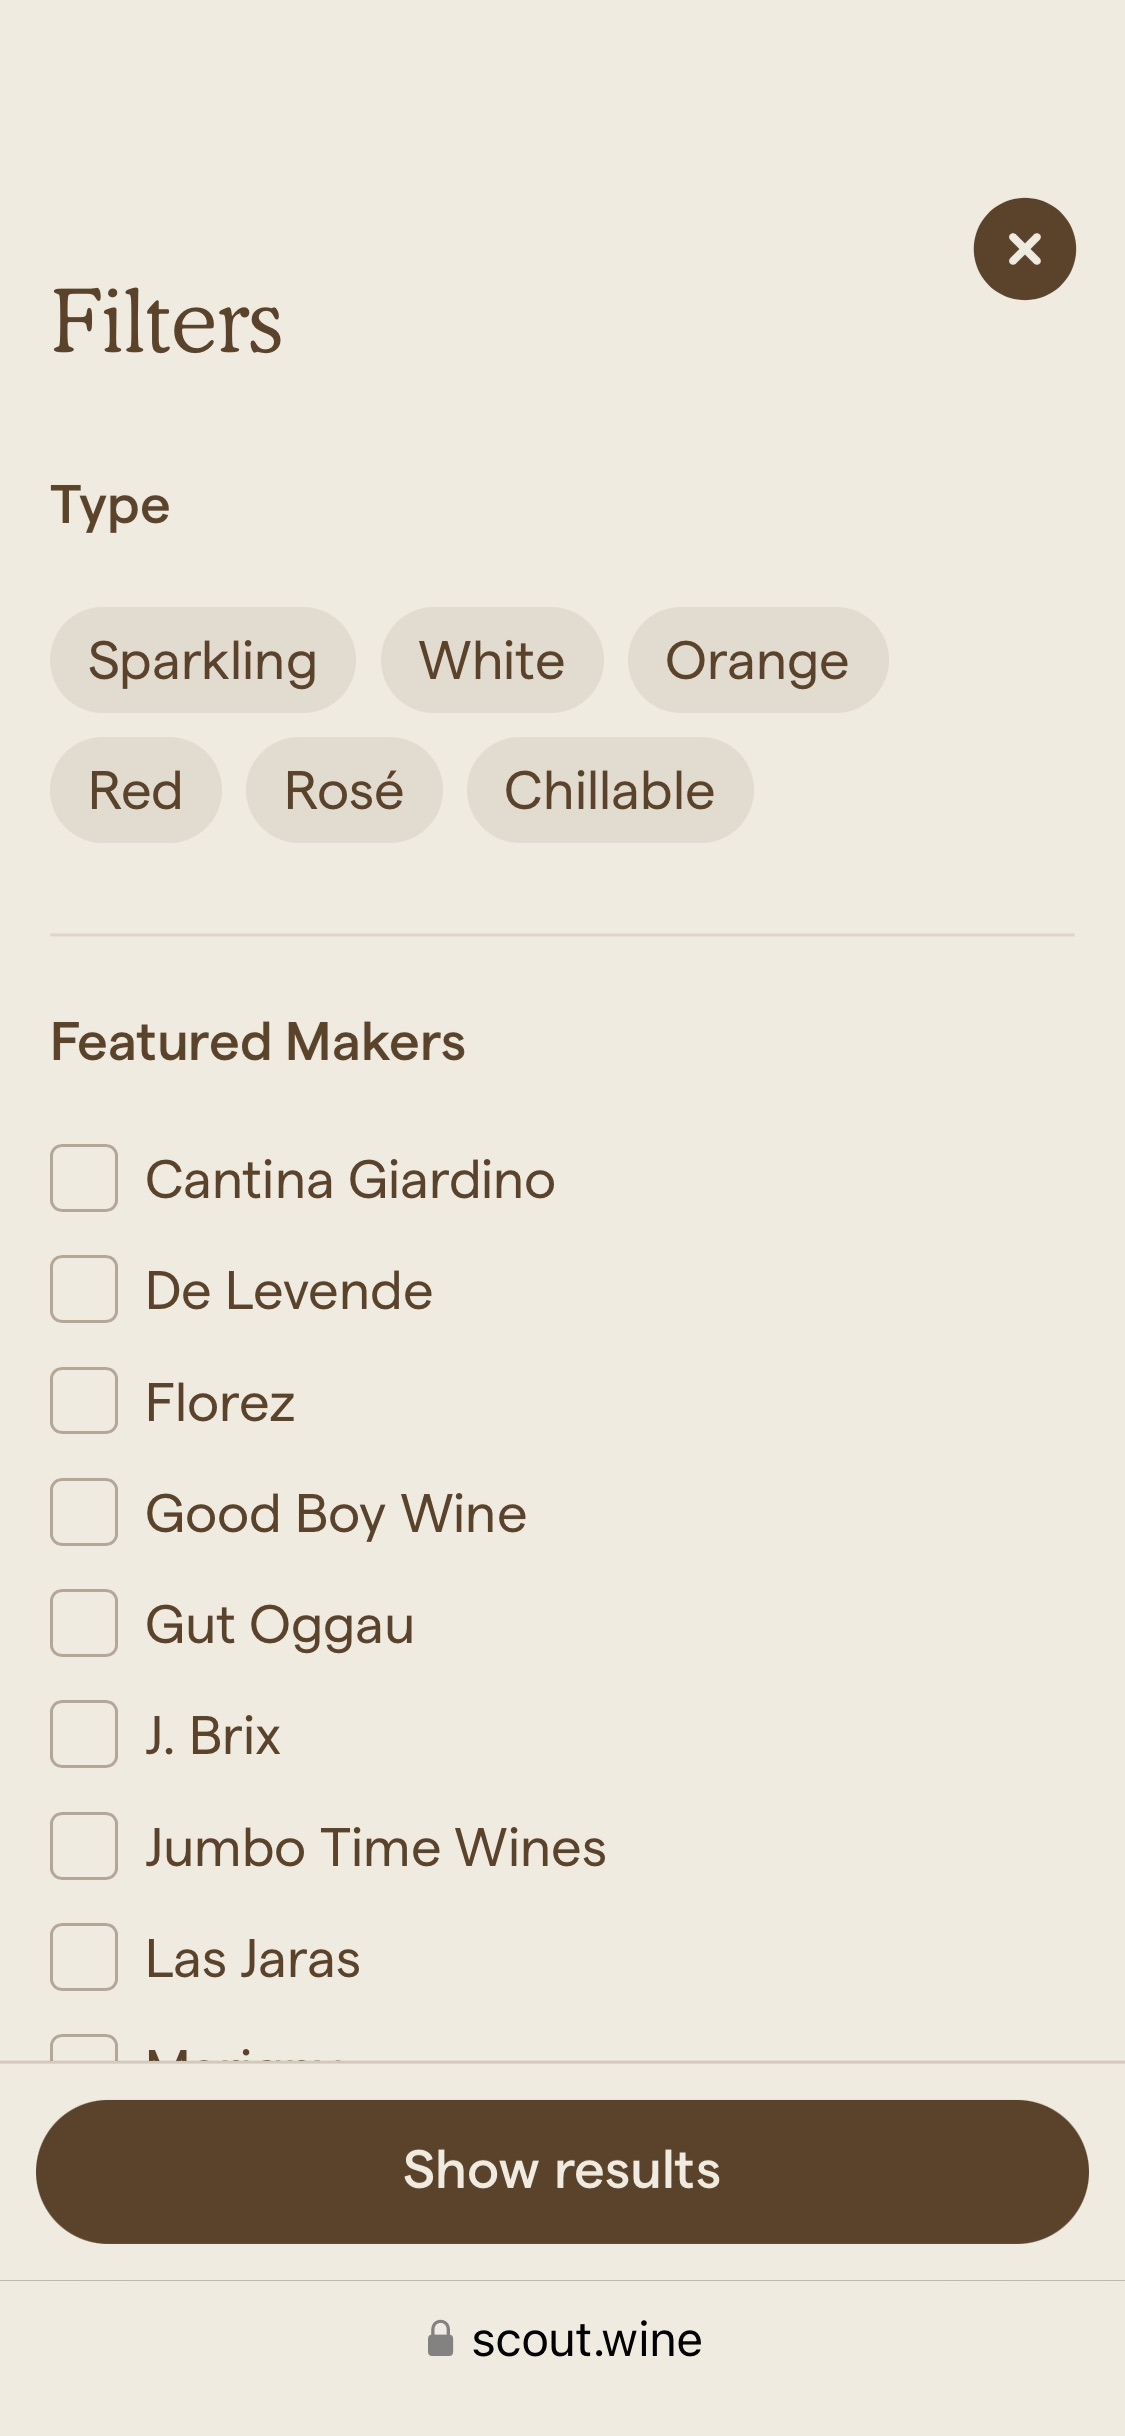 Filters
Type
Sparkling White Orange
Red Rosé Chillable
Featured Makers
Cantina Giardino
De Levende
Florez
Good Boy Wine
Gut Oggau
J. Brix
Jumbo Time Wines
Las Jaras
Show results
scout.wine